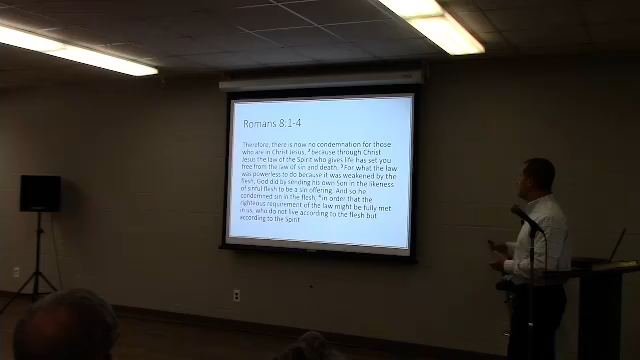 Romans 8:1-4
Therefore, there is now no condemnation for those
who are in Christ Jesus, ² because through Christ
Jesus the law of the Spirit who gives life has set you
free from the law of sin and death. ³ For what the law
was powerless to do because it was weakened by the
flesh, God did by sending his own Son in the likeness
of sinful flesh to be a sin offering. And so he
condemned sin in the flesh, ⁴ in order that the
righteous requirement of the law might be fully met
in us, who do not live according to the flesh but
according to the Spirit.